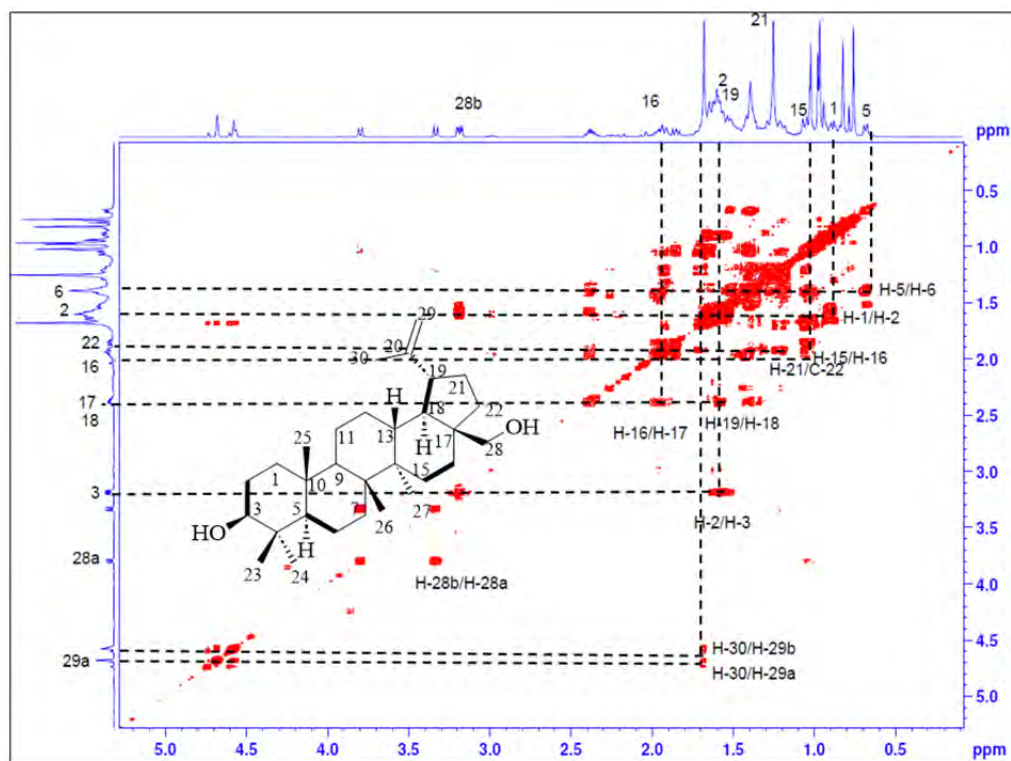 21
28b
16
2
19
15
1
5
ppm
ppm
0.5
6
H-5/H-6
1.0
2
H-1/H-2
1.5
29
22
H-15/H-16
30
20
16
H-21/C-22
2.0
19
21
17
18
22
18
H-16/H-17
H-19/H-18
2.5
H
25
11
13
17
OH
H
28
1
9
15
3
10
3.0
H-2/H-3
3
5
7
27
HO
26
H
3.5
28a
23
24
H-28b/H-28a
4.0
4.5
H-30/H-29b
29a
H-30/H-29a
5.0
5.0
4.5
4.0
3.5
3.0
2.5
2.0
1.5
1.0
0.5
ppm